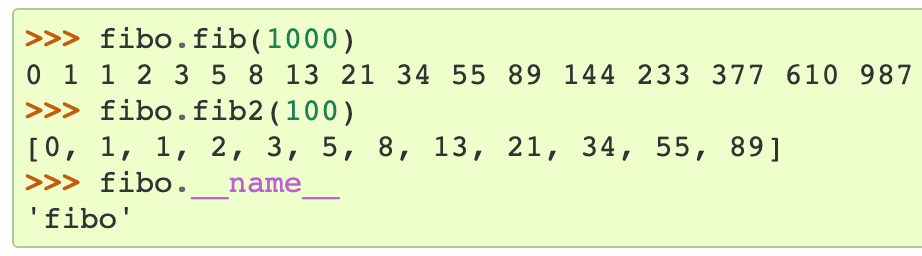 >>> fibo.fib(1000)
0 1 1 2 3 5 8 13 21 34 55 89 144 233 377 610 987
>>> fibo.fib2(100)
[0, 1, 1, 2, 3, 5, 8, 13, 21, 34, 55, 89]
>>> fibo.__name__
'fibo'